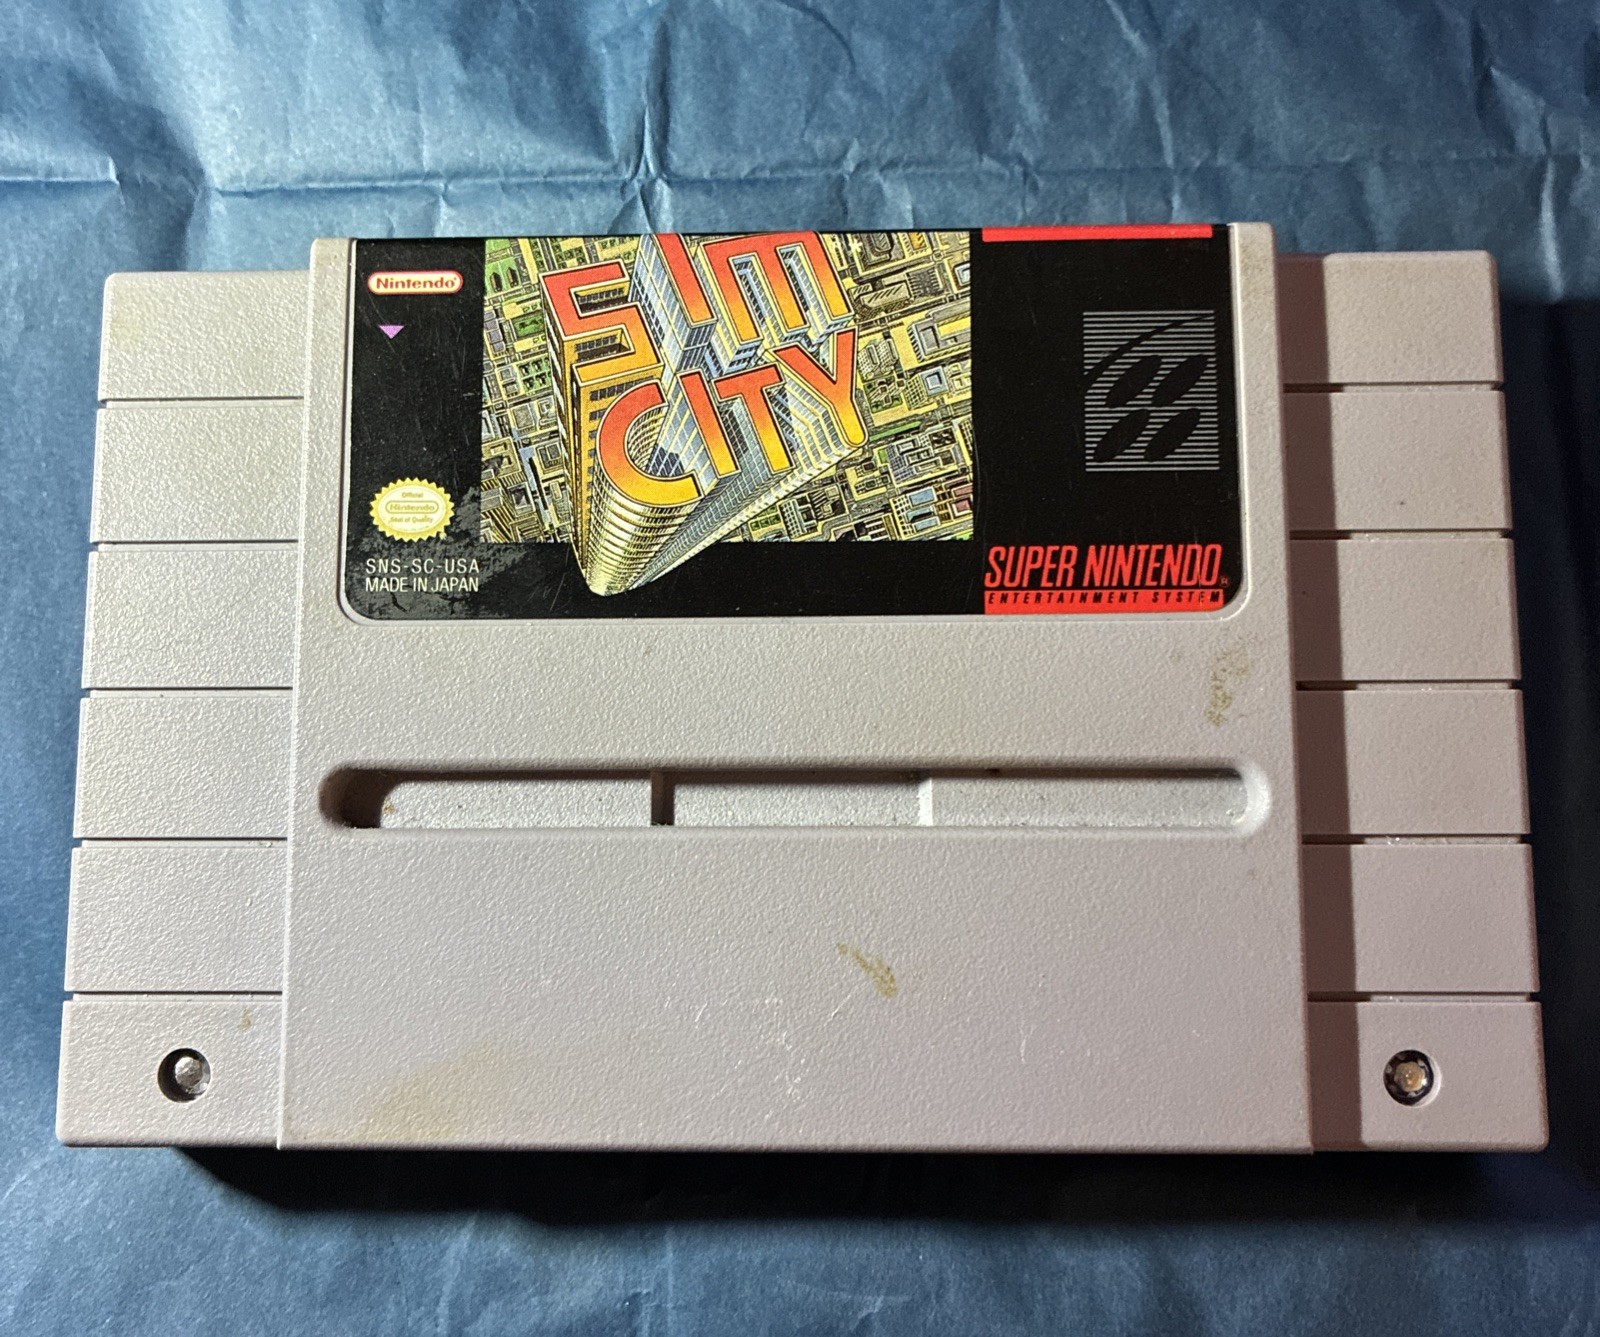 Nintendo®
SIM
CITY
Official
Nintendo
Seal of Quality
SNS-SC-USA
MADE IN JAPAN
SUPER NINTENDO®
ENTERTAINMENT SYSTEM